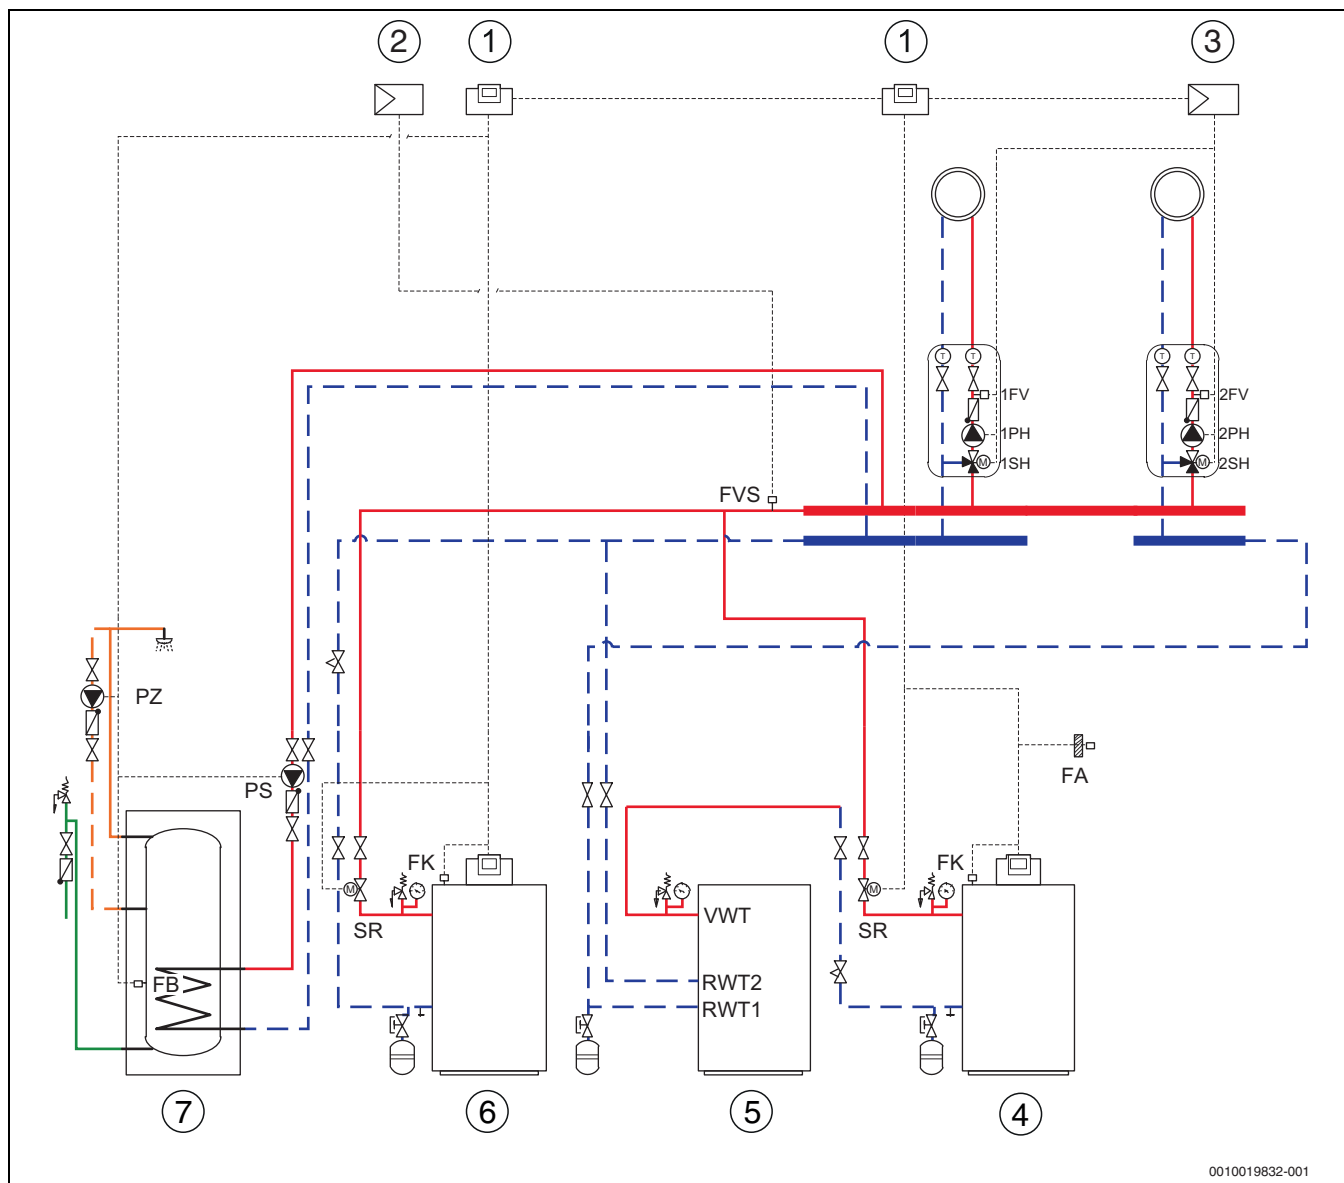 2 1 1 3
T T T T
1FV 2FV
1PH 2PH
M 1SH M 2SH
FVS
PZ
FA
PS
FK FK
M M
SR VWT SR
FB RWT2
RWT1
7 6 5 4
0010019832-001